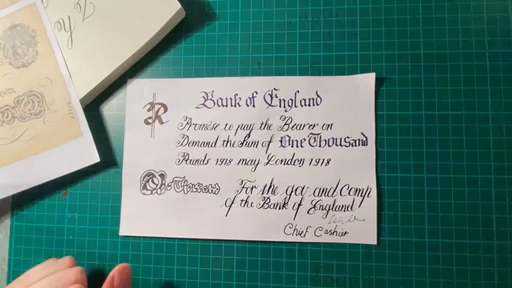 The
R
Bank of England
Promise to pay the Bearer on
Demand the Sum of One Thousand
Pounds 1918 may London 1918
Thousand
For the gov and comp
of the Bank of England
Chief Cashier